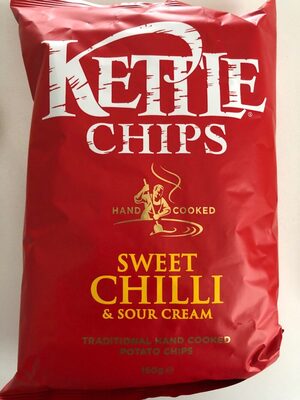 KETTLE®
CHIPS
HAND COOKED
SWEET
CHILLI
& SOUR CREAM
TRADITIONAL HAND COOKED
POTATO CHIPS
150g ℮